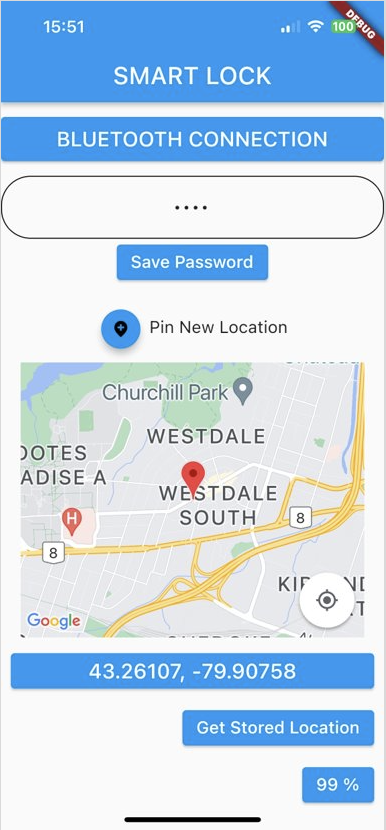 15:51
100
DEBUG
SMART LOCK
BLUETOOTH CONNECTION
••••
Save Password
Pin New Location
Churchill Park
WESTDALE
OOTES
ADISE A
WESTDALE
SOUTH
H
8
8
8
Google
43.26107, -79.90758
Get Stored Location
99 %